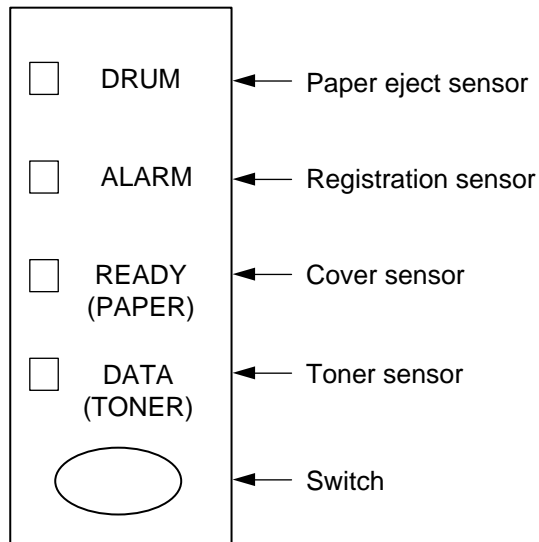 DRUM Paper eject sensor
ALARM Registration sensor
READY Cover sensor
(PAPER)
DATA Toner sensor
(TONER)
Switch